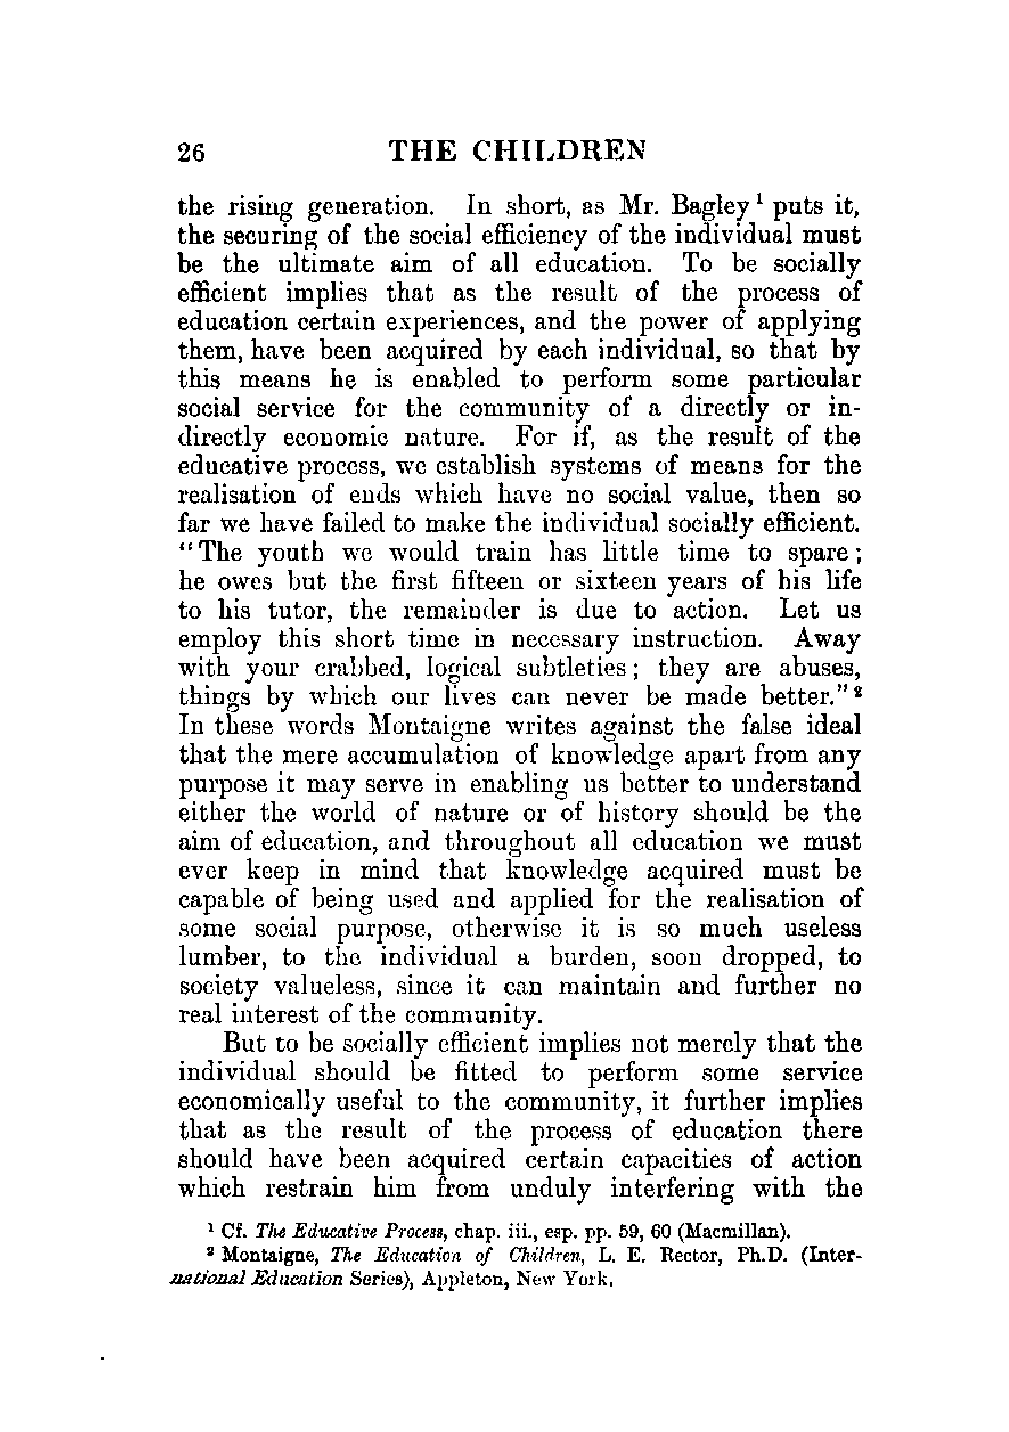 26 THE CHILDREN
the rising generation. In short, as Mr. Bagley ¹ puts it,
the securing of the social efficiency of the individual must
be the ultimate aim of all education. To be socially
efficient implies that as the result of the process of
education certain experiences, and the power of applying
them, have been acquired by each individual, so that by
this means he is enabled to perform some particular
social service for the community of a directly or in-
directly economic nature. For if, as the result of the
educative process, we establish systems of means for the
realisation of ends which have no social value, then so
far we have failed to make the individual socially efficient.
"The youth we would train has little time to spare;
he owes but the first fifteen or sixteen years of his life
to his tutor, the remainder is due to action. Let us
employ this short time in necessary instruction. Away
with your crabbed, logical subtleties; they are abuses,
things by which our lives can never be made better." ²
In these words Montaigne writes against the false ideal
that the mere accumulation of knowledge apart from any
purpose it may serve in enabling us better to understand
either the world of nature or of history should be the
aim of education, and throughout all education we must
ever keep in mind that knowledge acquired must be
capable of being used and applied for the realisation of
some social purpose, otherwise it is so much useless
lumber, to the individual a burden, soon dropped, to
society valueless, since it can maintain and further no
real interest of the community.
But to be socially efficient implies not merely that the
individual should be fitted to perform some service
economically useful to the community, it further implies
that as the result of the process of education there
should have been acquired certain capacities of action
which restrain him from unduly interfering with the
¹ Cf. The Educative Process, chap. iii., esp. pp. 59, 60 (Macmillan).
² Montaigne, The Education of Children, L. E. Rector, Ph.D. (Inter-
national Education Series), Appleton, New York.